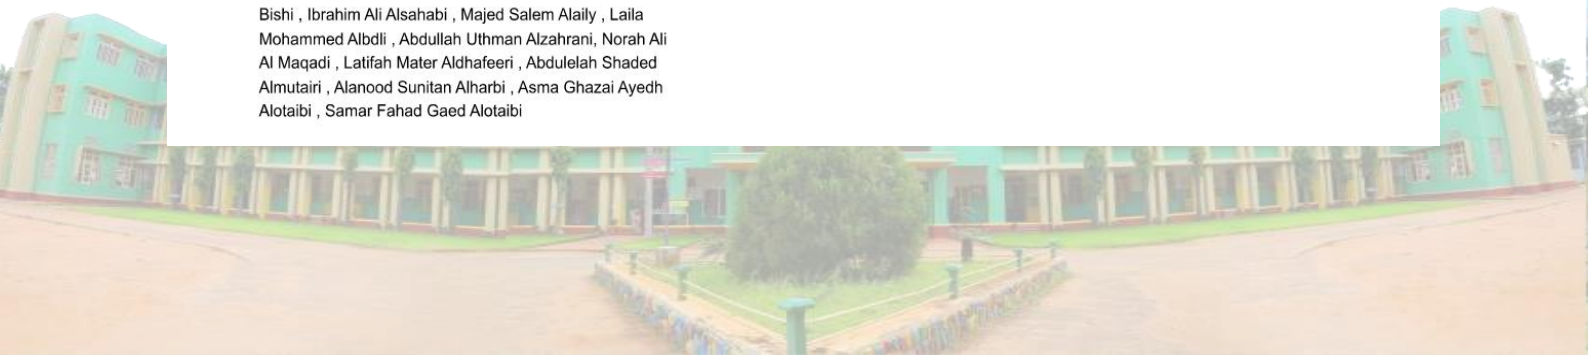 Bishi , Ibrahim Ali Alsahabi , Majed Salem Alaily , Laila
Mohammed Albdli , Abdullah Uthman Alzahrani, Norah Ali
Al Maqadi , Latifah Mater Aldhafeeri , Abdulelah Shaded
Almutairi , Alanood Sunitan Alharbi , Asma Ghazai Ayedh
Alotaibi , Samar Fahad Gaed Alotaibi